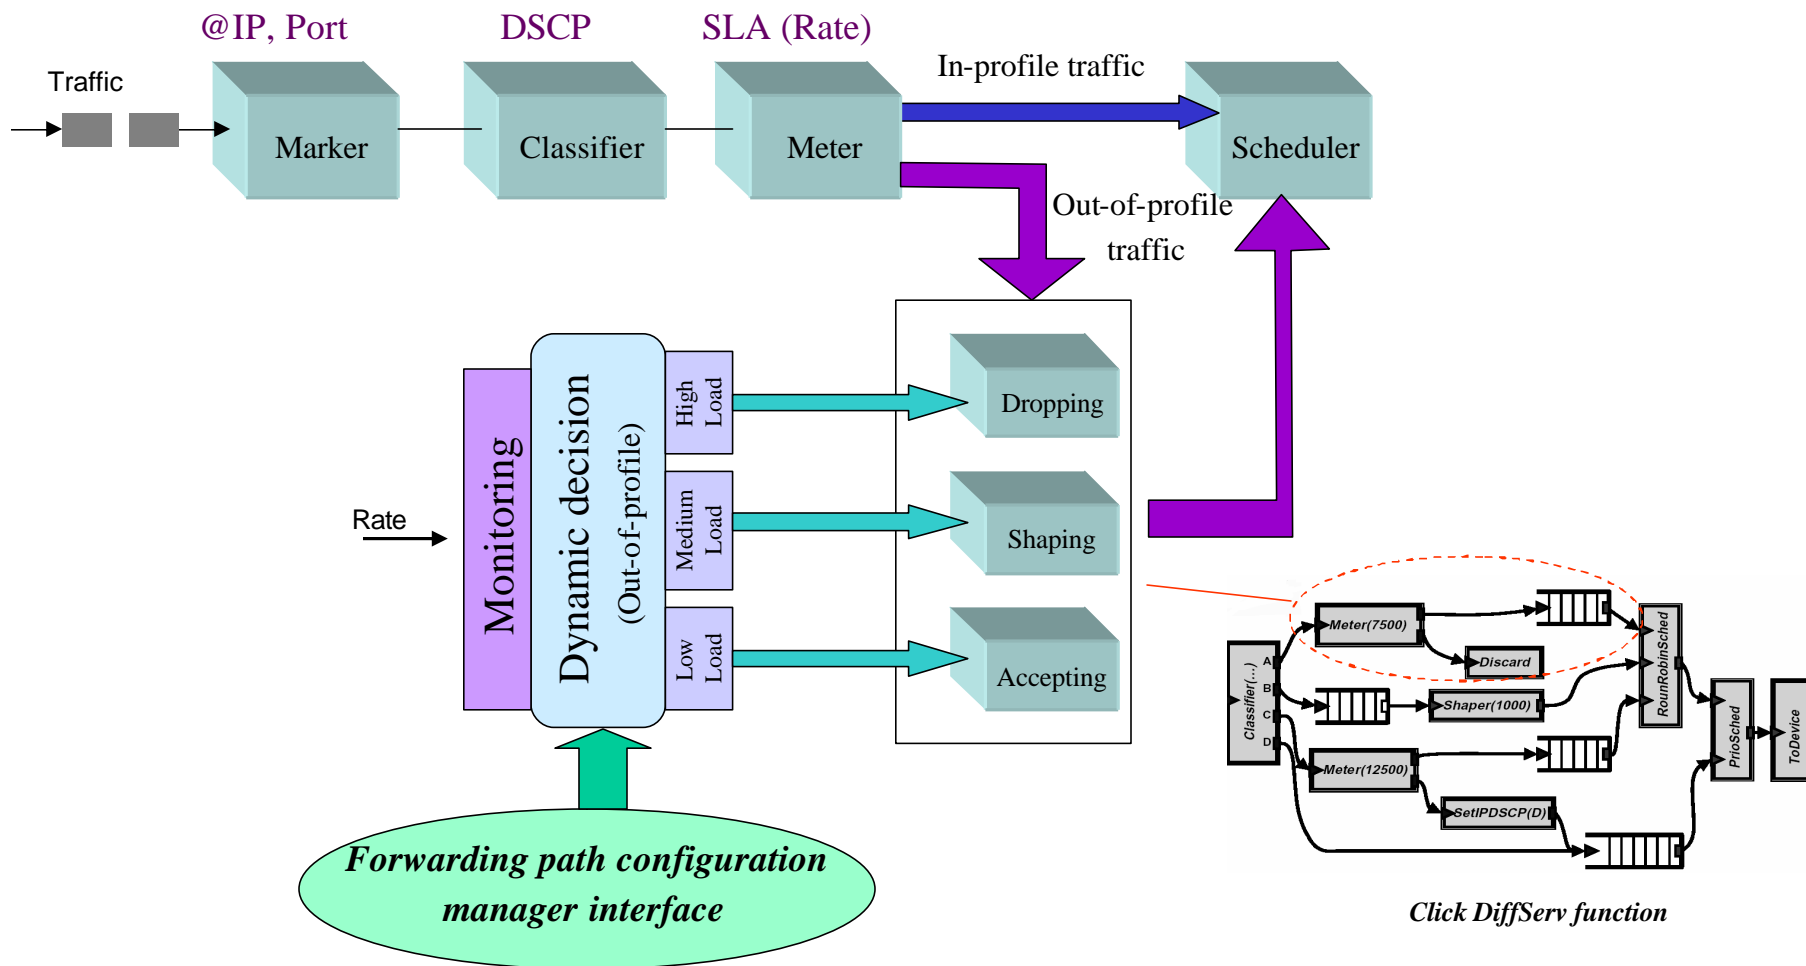 @IP, Port
DSCP
SLA (Rate)
Traffic
In-profile traffic
Marker
Classifier
Meter
Scheduler
Out-of-profile
traffic
Monitoring
Dynamic decision
(Out-of-profile)
High
Load
Medium
Load
Low
Load
Dropping
Shaping
Accepting
Rate
Forwarding path configuration
manager interface
Classifier(...)
A
B
C
D
Meter(7500)
Discard
Shaper(1000)
Meter(12500)
SetIPDSCP(D)
RounRobinSched
PrioSched
ToDevice
Click DiffServ function